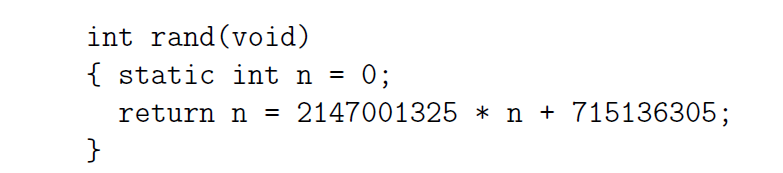 int rand(void)
{ static int n = 0;
return n = 2147001325 * n + 715136305;
}